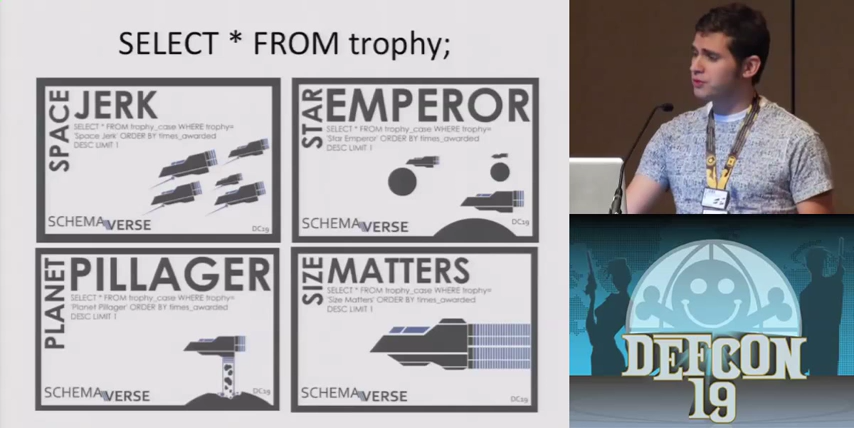 SELECT * FROM trophy;
SPACE JERK
SELECT * FROM trophy_case WHERE trophy=
'Space Jerk' ORDER BY times_awarded
DESC LIMIT 1
SCHEMAVERSE
DC19
STAR EMPEROR
SELECT * FROM trophy_case WHERE trophy=
'Star Emperor' ORDER BY times_awarded
DESC LIMIT 1
SCHEMAVERSE
DC19
PLANET PILLAGER
SELECT * FROM trophy_case WHERE trophy=
'Planet Pillager' ORDER BY times_awarded
DESC LIMIT 1
SCHEMAVERSE
DC19
SIZE MATTERS
SELECT * FROM trophy_case WHERE trophy=
'Size Matters' ORDER BY times_awarded
DESC LIMIT 1
SCHEMAVERSE
DC19
DEFCON
19